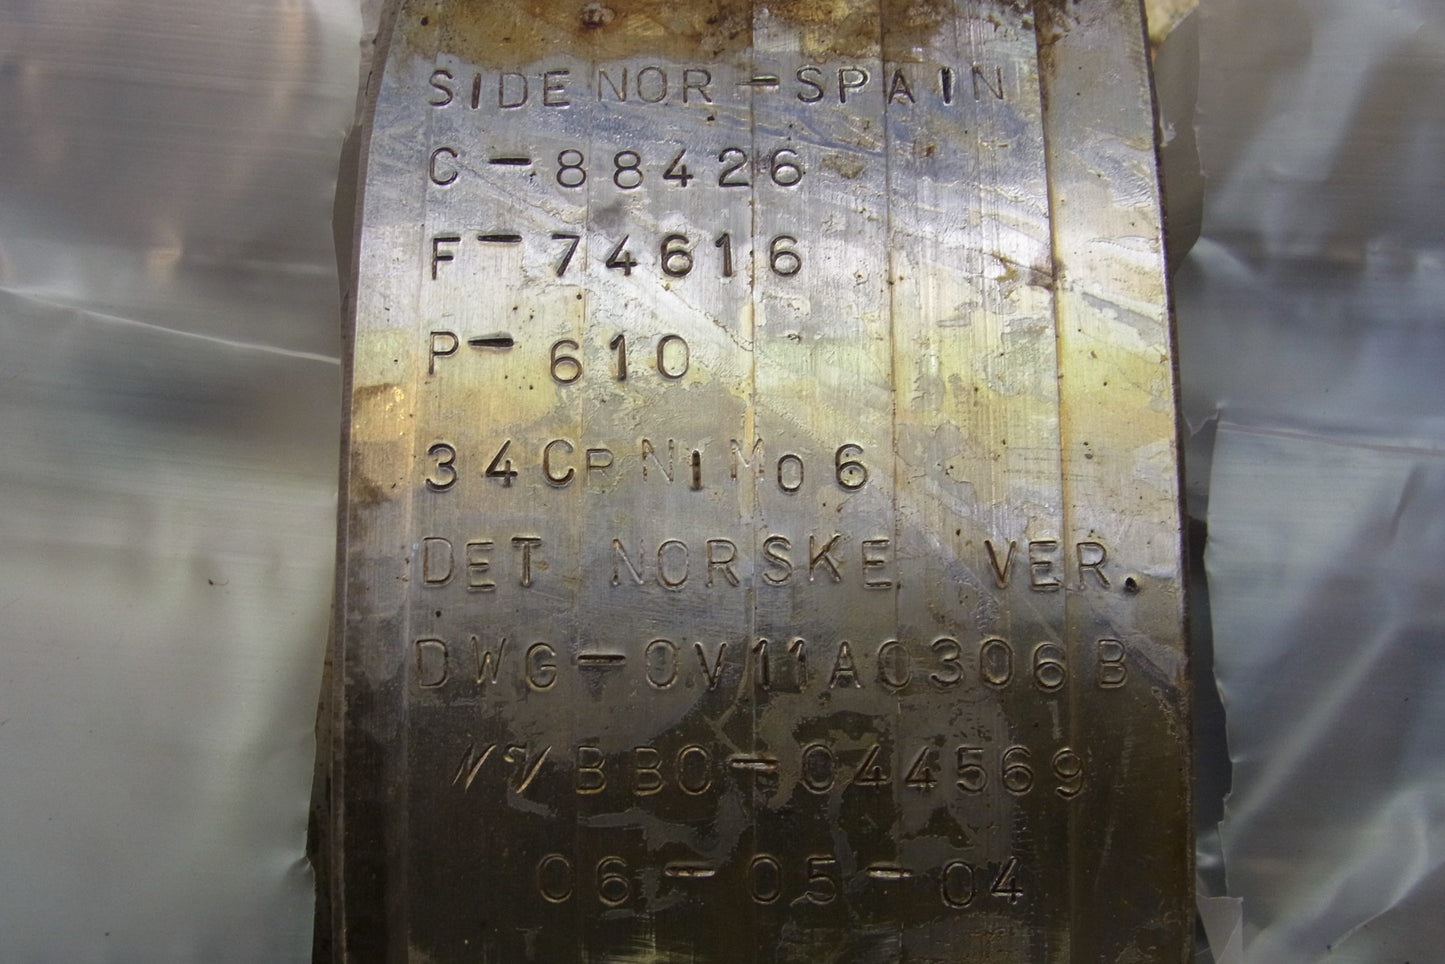 SIDENOR-SPAIN
C-88426
F-74616
P-610
34CrNiMo6
DET NORSKE VER.
DWG-0V11A0306B
BBO-044569
06-05-04